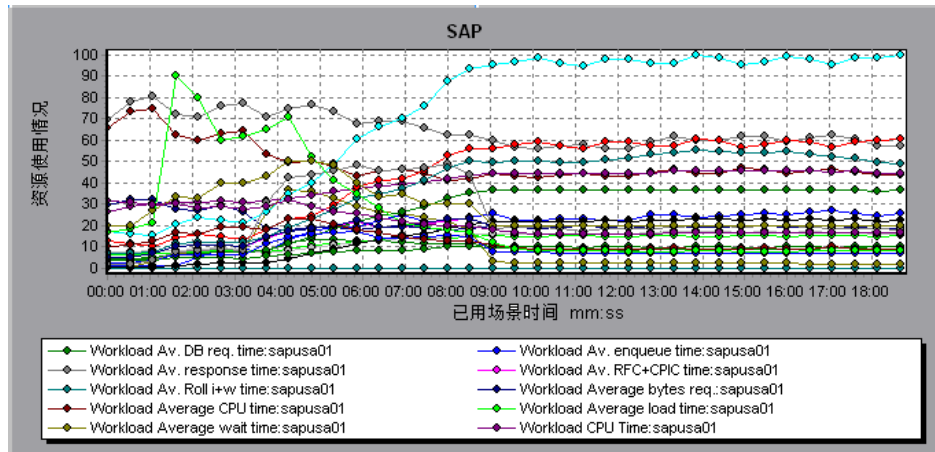 SAP
资源使用情况
100
90
80
70
60
50
40
30
20
10
0
00:00 01:00 02:00 03:00 04:00 05:00 06:00 07:00 08:00 09:00 10:00 11:00 12:00 13:00 14:00 15:00 16:00 17:00 18:00
已用场景时间 mm:ss
Workload Av. DB req. time:sapusa01 Workload Av. enqueue time:sapusa01
Workload Av. response time:sapusa01 Workload Av. RFC+CPIC time:sapusa01
Workload Av. Roll i+w time:sapusa01 Workload Average bytes req.:sapusa01
Workload Average CPU time:sapusa01 Workload Average load time:sapusa01
Workload Average wait time:sapusa01 Workload CPU Time:sapusa01